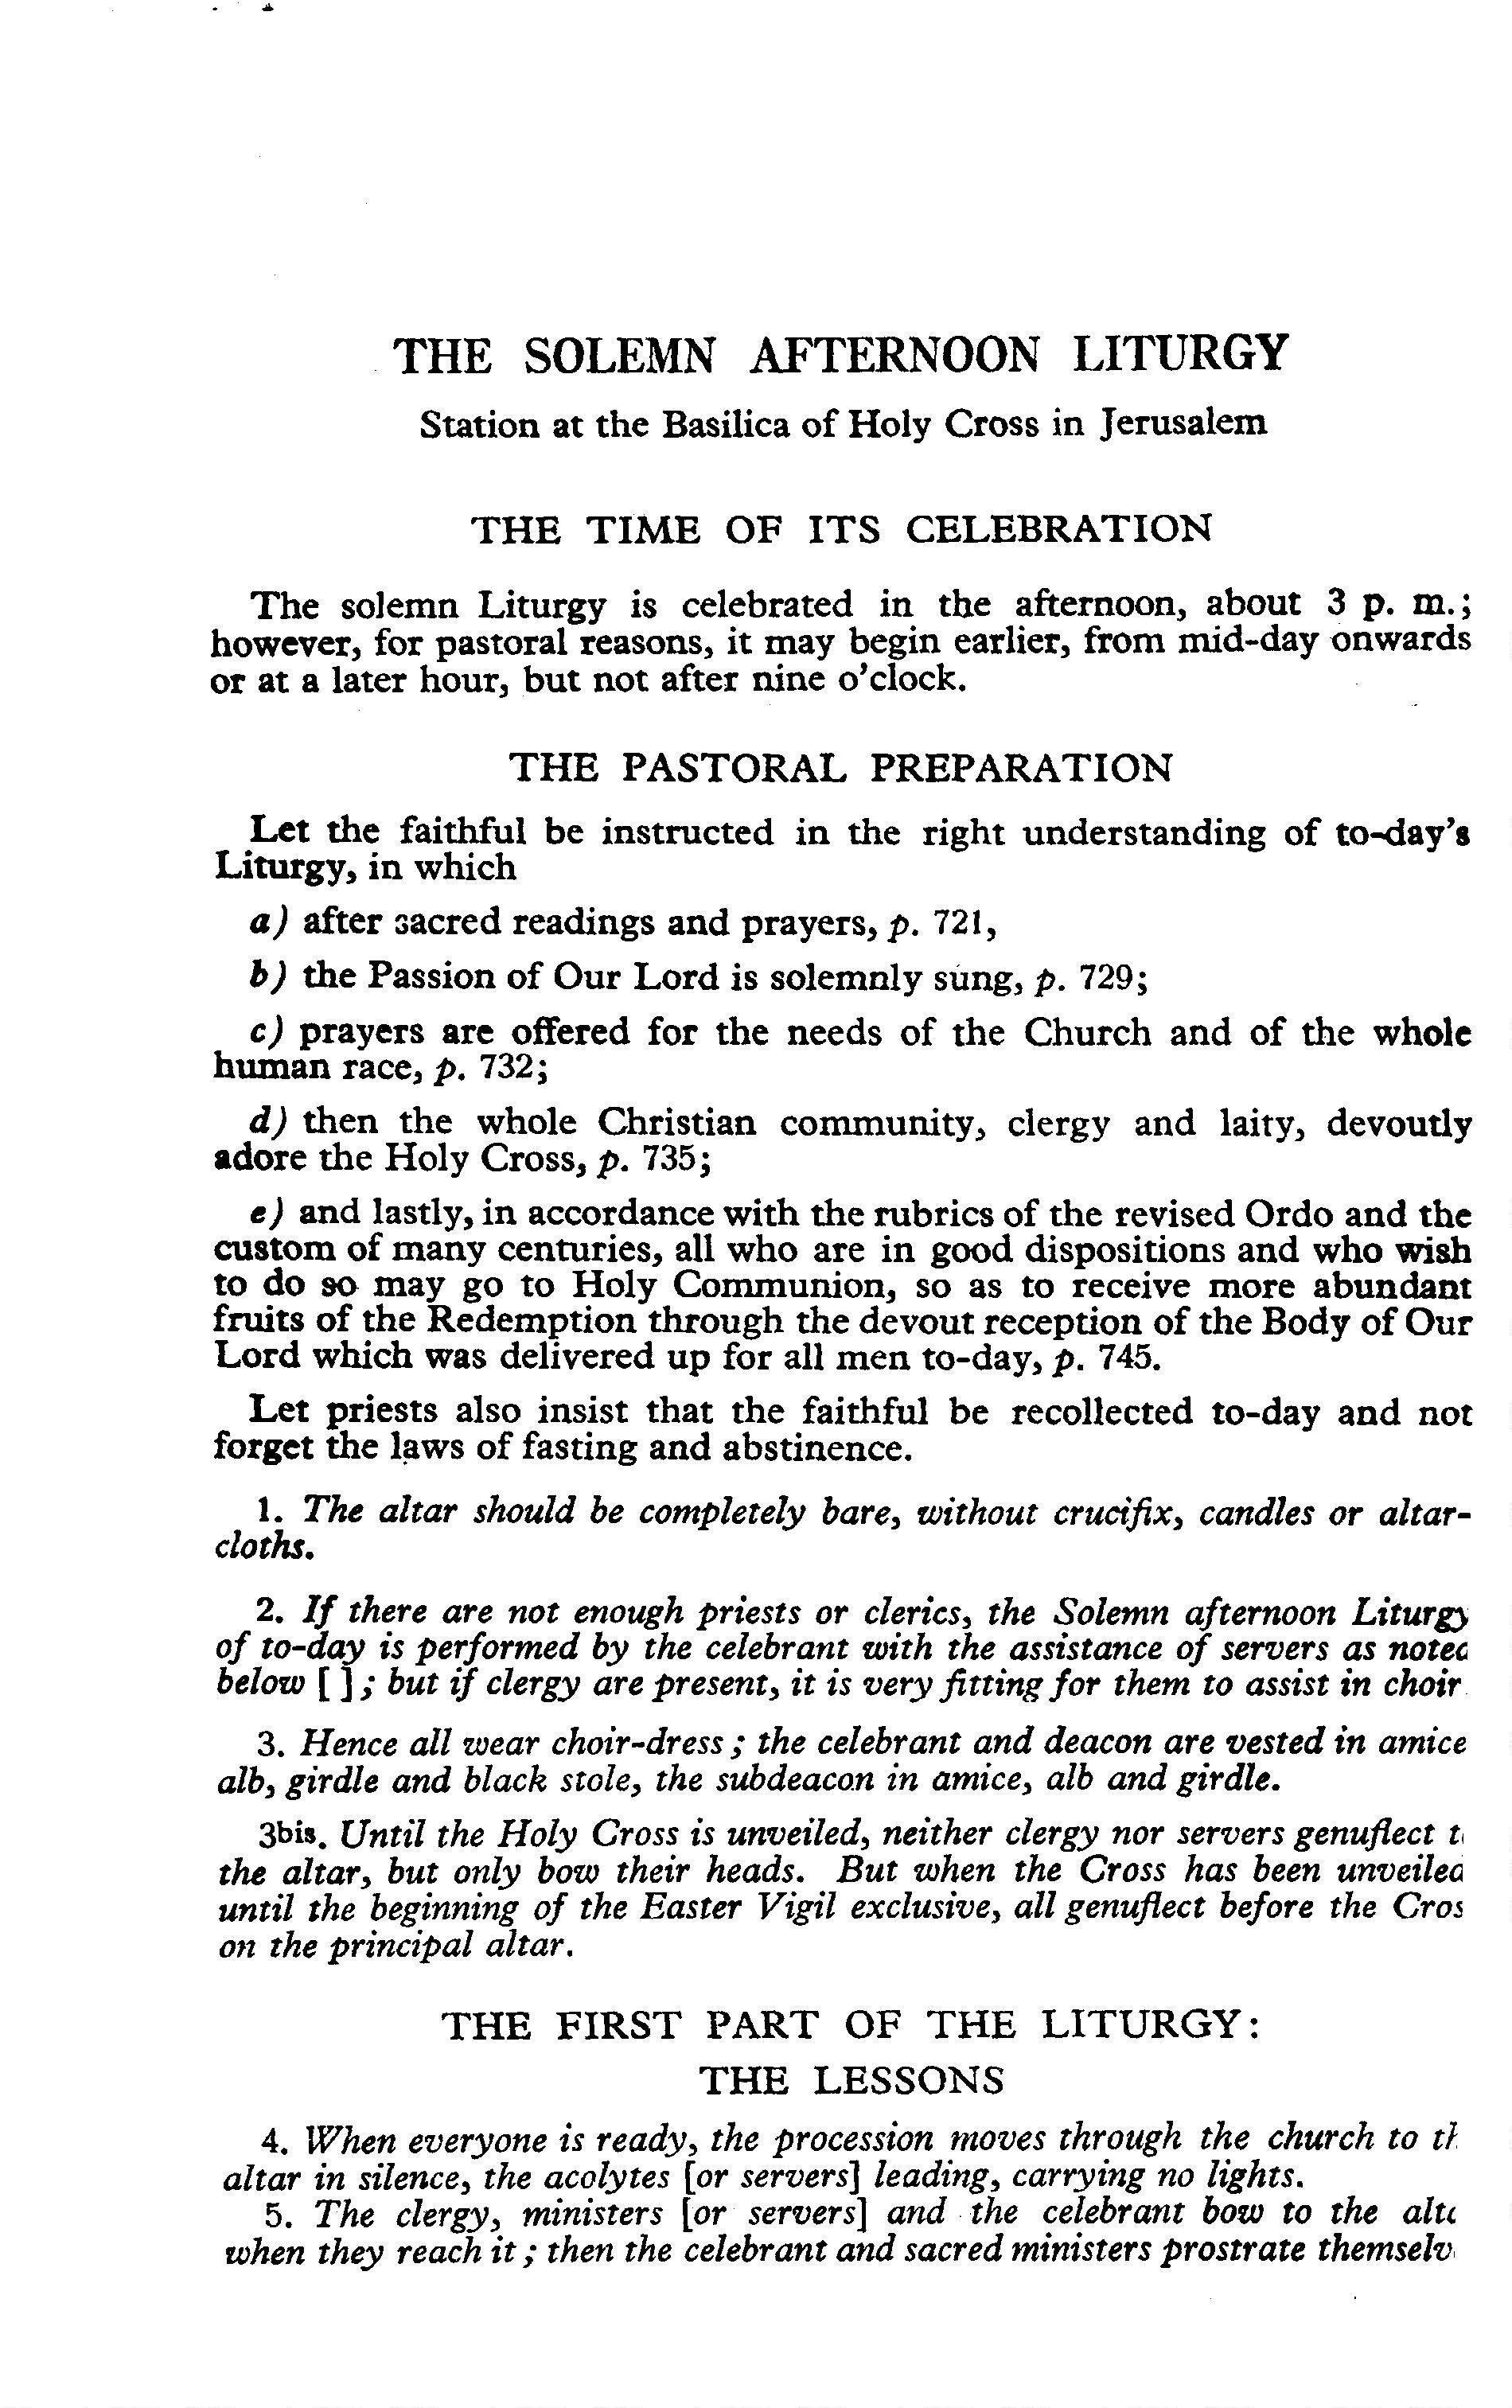 THE SOLEMN AFTERNOON LITURGY
Station at the Basilica of Holy Cross in Jerusalem
THE TIME OF ITS CELEBRATION
The solemn Liturgy is celebrated in the afternoon, about 3 p. m.;
however, for pastoral reasons, it may begin earlier, from mid-day onwards
or at a later hour, but not after nine o'clock.
THE PASTORAL PREPARATION
Let the faithful be instructed in the right understanding of to-day's
Liturgy, in which
a) after sacred readings and prayers, p. 721,
b) the Passion of Our Lord is solemnly sung, p. 729;
c) prayers are offered for the needs of the Church and of the whole
human race, p. 732;
d) then the whole Christian community, clergy and laity, devoutly
adore the Holy Cross, p. 735;
e) and lastly, in accordance with the rubrics of the revised Ordo and the
custom of many centuries, all who are in good dispositions and who wish
to do so may go to Holy Communion, so as to receive more abundant
fruits of the Redemption through the devout reception of the Body of Our
Lord which was delivered up for all men to-day, p. 745.
Let priests also insist that the faithful be recollected to-day and not
forget the laws of fasting and abstinence.
1. The altar should be completely bare, without crucifix, candles or altar-
cloths.
2. If there are not enough priests or clerics, the Solemn afternoon Liturgy
of to-day is performed by the celebrant with the assistance of servers as noted
below [ ]; but if clergy are present, it is very fitting for them to assist in choir
3. Hence all wear choir-dress; the celebrant and deacon are vested in amice
alb, girdle and black stole, the subdeacon in amice, alb and girdle.
3bis. Until the Holy Cross is unveiled, neither clergy nor servers genuflect t
the altar, but only bow their heads. But when the Cross has been unveiled
until the beginning of the Easter Vigil exclusive, all genuflect before the Cros
on the principal altar.
THE FIRST PART OF THE LITURGY:
THE LESSONS
4. When everyone is ready, the procession moves through the church to th
altar in silence, the acolytes [or servers] leading, carrying no lights.
5. The clergy, ministers [or servers] and the celebrant bow to the alt
when they reach it; then the celebrant and sacred ministers prostrate themselv